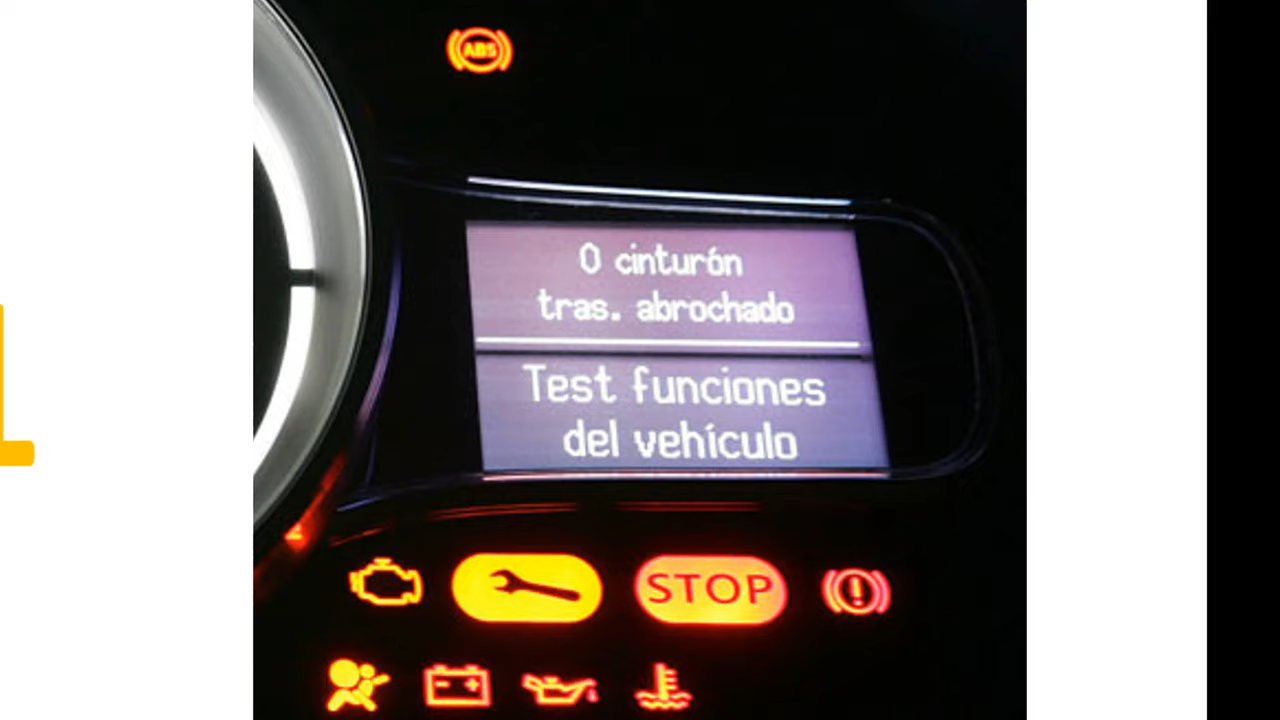 ABS
0 cinturón
tras. abrochado
Test funciones
del vehículo
STOP